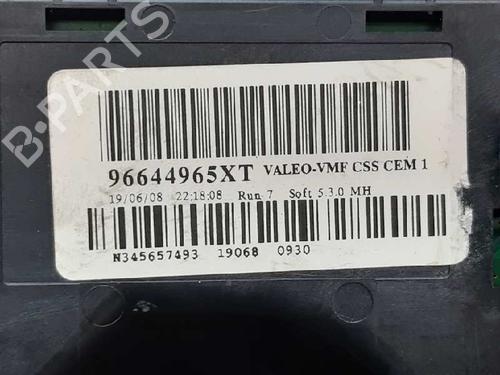 B-PARTS
96644965XT VALEO-VMF CSS CEM 1
19/06/08 22:18:08 Run 7 Soft 5.3.0 MH
N345657493 19068 0930